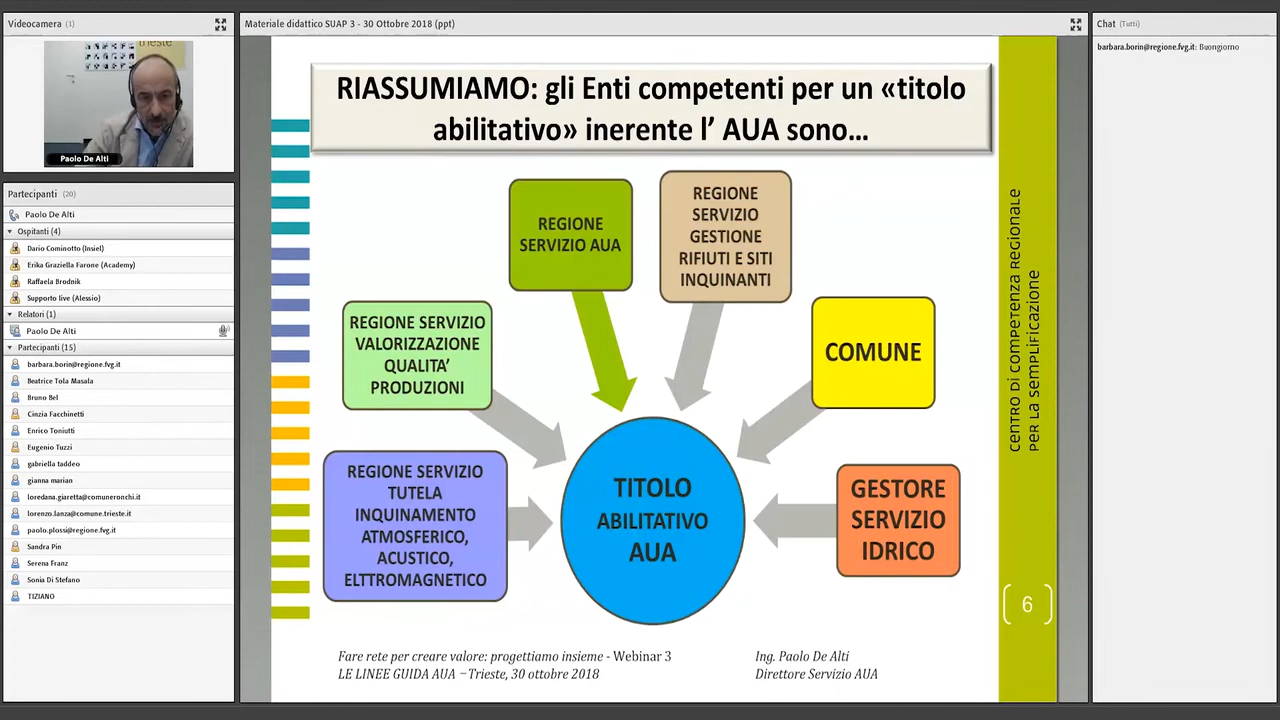 Videocamera (1)
trieste
Paolo De Alti
Partecipanti (20)
Paolo De Alti
Ospitanti (4)
Dario Cominotto (Insiel)
Erika Graziella Farone (Academy)
Raffaela Brodnik
Supporto live (Alessio)
Relatori (1)
Paolo De Alti
Partecipanti (15)
barbara.borin@regione.fvg.it
Beatrice Tola Masala
Bruno Bel
Cinzia Facchinetti
Enrico Toniutti
Eugenio Tuzzi
gabriella taddeo
gianna marian
loredana.giaretta@comuneronchi.it
lorenzo.lanza@comune.trieste.it
paolo.plossi@regione.fvg.it
Sandra Pin
Serena Franz
Sonia Di Stefano
TIZIANO
Materiale didattico SUAP 3 - 30 Ottobre 2018 (ppt)
RIASSUMIAMO: gli Enti competenti per un «titolo
abilitativo» inerente l’ AUA sono...
REGIONE
SERVIZIO AUA
REGIONE
SERVIZIO
GESTIONE
RIFIUTI E SITI
INQUINANTI
REGIONE SERVIZIO
VALORIZZAZIONE
QUALITA’
PRODUZIONI
COMUNE
REGIONE SERVIZIO
TUTELA
INQUINAMENTO
ATMOSFERICO,
ACUSTICO,
ELTTROMAGNETICO
TITOLO
ABILITATIVO
AUA
GESTORE
SERVIZIO
IDRICO
CENTRO DI COMPETENZA REGIONALE
PER LA SEMPLIFICAZIONE
6
Fare rete per creare valore: progettiamo insieme - Webinar 3
LE LINEE GUIDA AUA – Trieste, 30 ottobre 2018
Ing. Paolo De Alti
Direttore Servizio AUA
Chat (Tutti)
barbara.borin@regione.fvg.it: Buongiorno